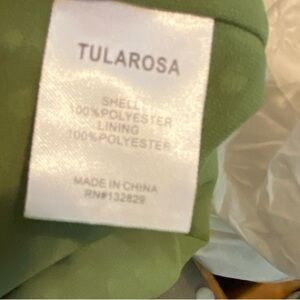 TULAROSA
SHELL
100%POLYESTER
LINING
100%POLYESTER
MADE IN CHINA
RN#132829